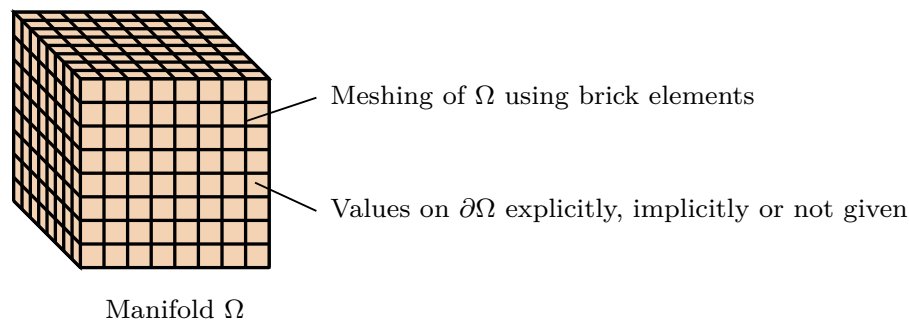 Meshing of Ω using brick elements
Values on ∂Ω explicitly, implicitly or not given
Manifold Ω